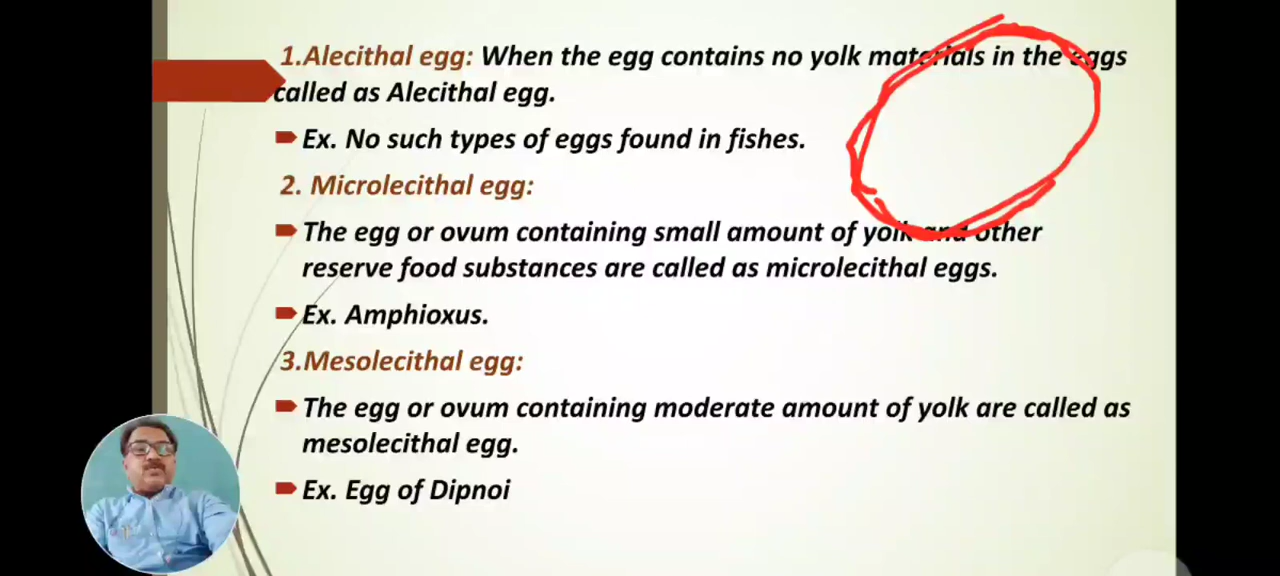 1.Alecithal egg: When the egg contains no yolk materials in the eggs
called as Alecithal egg.
Ex. No such types of eggs found in fishes.
2. Microlecithal egg:
The egg or ovum containing small amount of yolk and other
reserve food substances are called as microlecithal eggs.
Ex. Amphioxus.
3.Mesolecithal egg:
The egg or ovum containing moderate amount of yolk are called as
mesolecithal egg.
Ex. Egg of Dipnoi